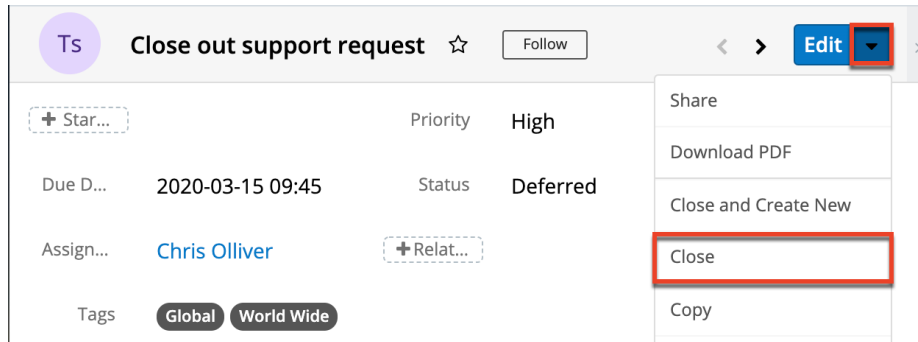 Ts
Close out support request
Follow
Edit
+ Star...
Priority
High
Due D...
2020-03-15 09:45
Status
Deferred
Assign...
Chris Olliver
+Relat...
Tags
Global
World Wide
Share
Download PDF
Close and Create New
Close
Copy